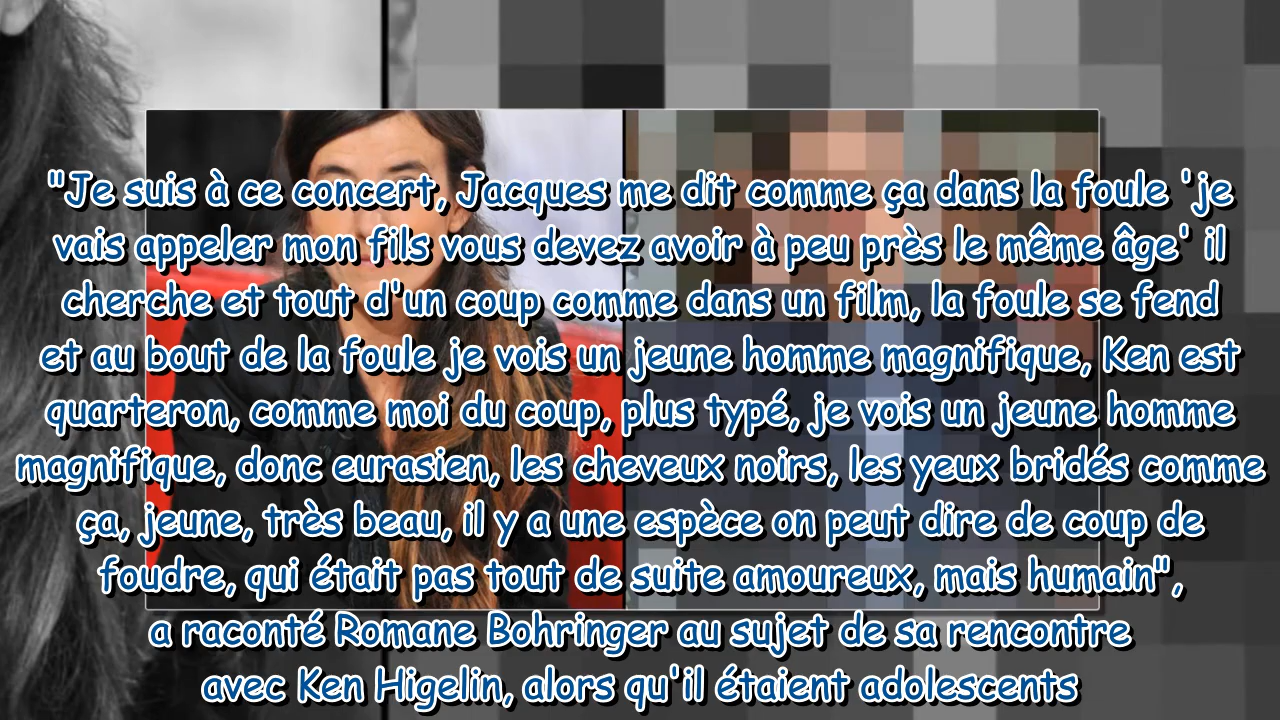 "Je suis à ce concert, Jacques me dit comme ça dans la foule 'je
vais appeler mon fils vous devez avoir à peu près le même âge' il
cherche et tout d'un coup comme dans un film, la foule se fend
et au bout de la foule je vois un jeune homme magnifique, Ken est
quarteron, comme moi du coup, plus typé, je vois un jeune homme
magnifique, donc eurasien, les cheveux noirs, les yeux bridés comme
ça, jeune, très beau, il y a une espèce on peut dire de coup de
foudre, qui était pas tout de suite amoureux, mais humain",
a raconté Romane Bohringer au sujet de sa rencontre
avec Ken Higelin, alors qu'il étaient adolescents